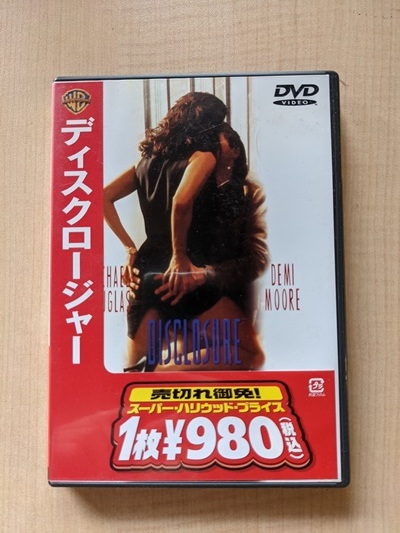 WB
ディスクロージャー
DVD
VIDEO
CHAEL
DEMI
MOORE
DISCLOSURE
売切れ御免!
スーパー・ハリウッド・プライス
1枚¥980(税込)